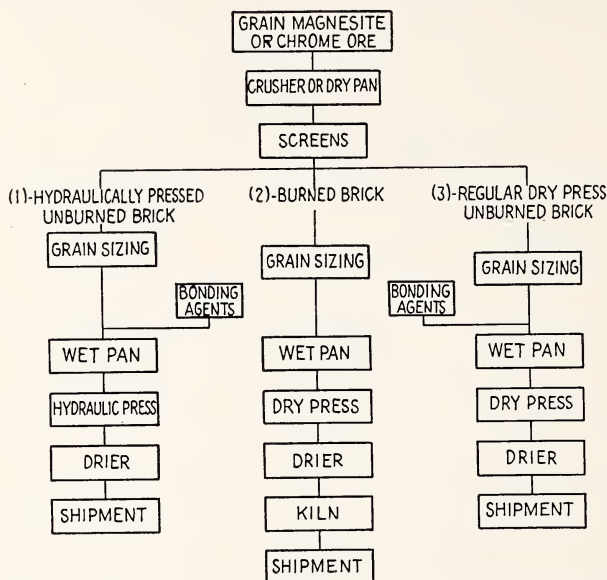 GRAIN MAGNESITE
OR CHROME ORE
CRUSHER OR DRY PAN
SCREENS
(1)-HYDRAULICALLY PRESSED
UNBURNED BRICK
GRAIN SIZING
BONDING
AGENTS
WET PAN
HYDRAULIC PRESS
DRIER
SHIPMENT
(2)-BURNED BRICK
GRAIN SIZING
WET PAN
DRY PRESS
DRIER
KILN
SHIPMENT
(3)-REGULAR DRY PRESS
UNBURNED BRICK
GRAIN SIZING
BONDING
AGENTS
WET PAN
DRY PRESS
DRIER
SHIPMENT